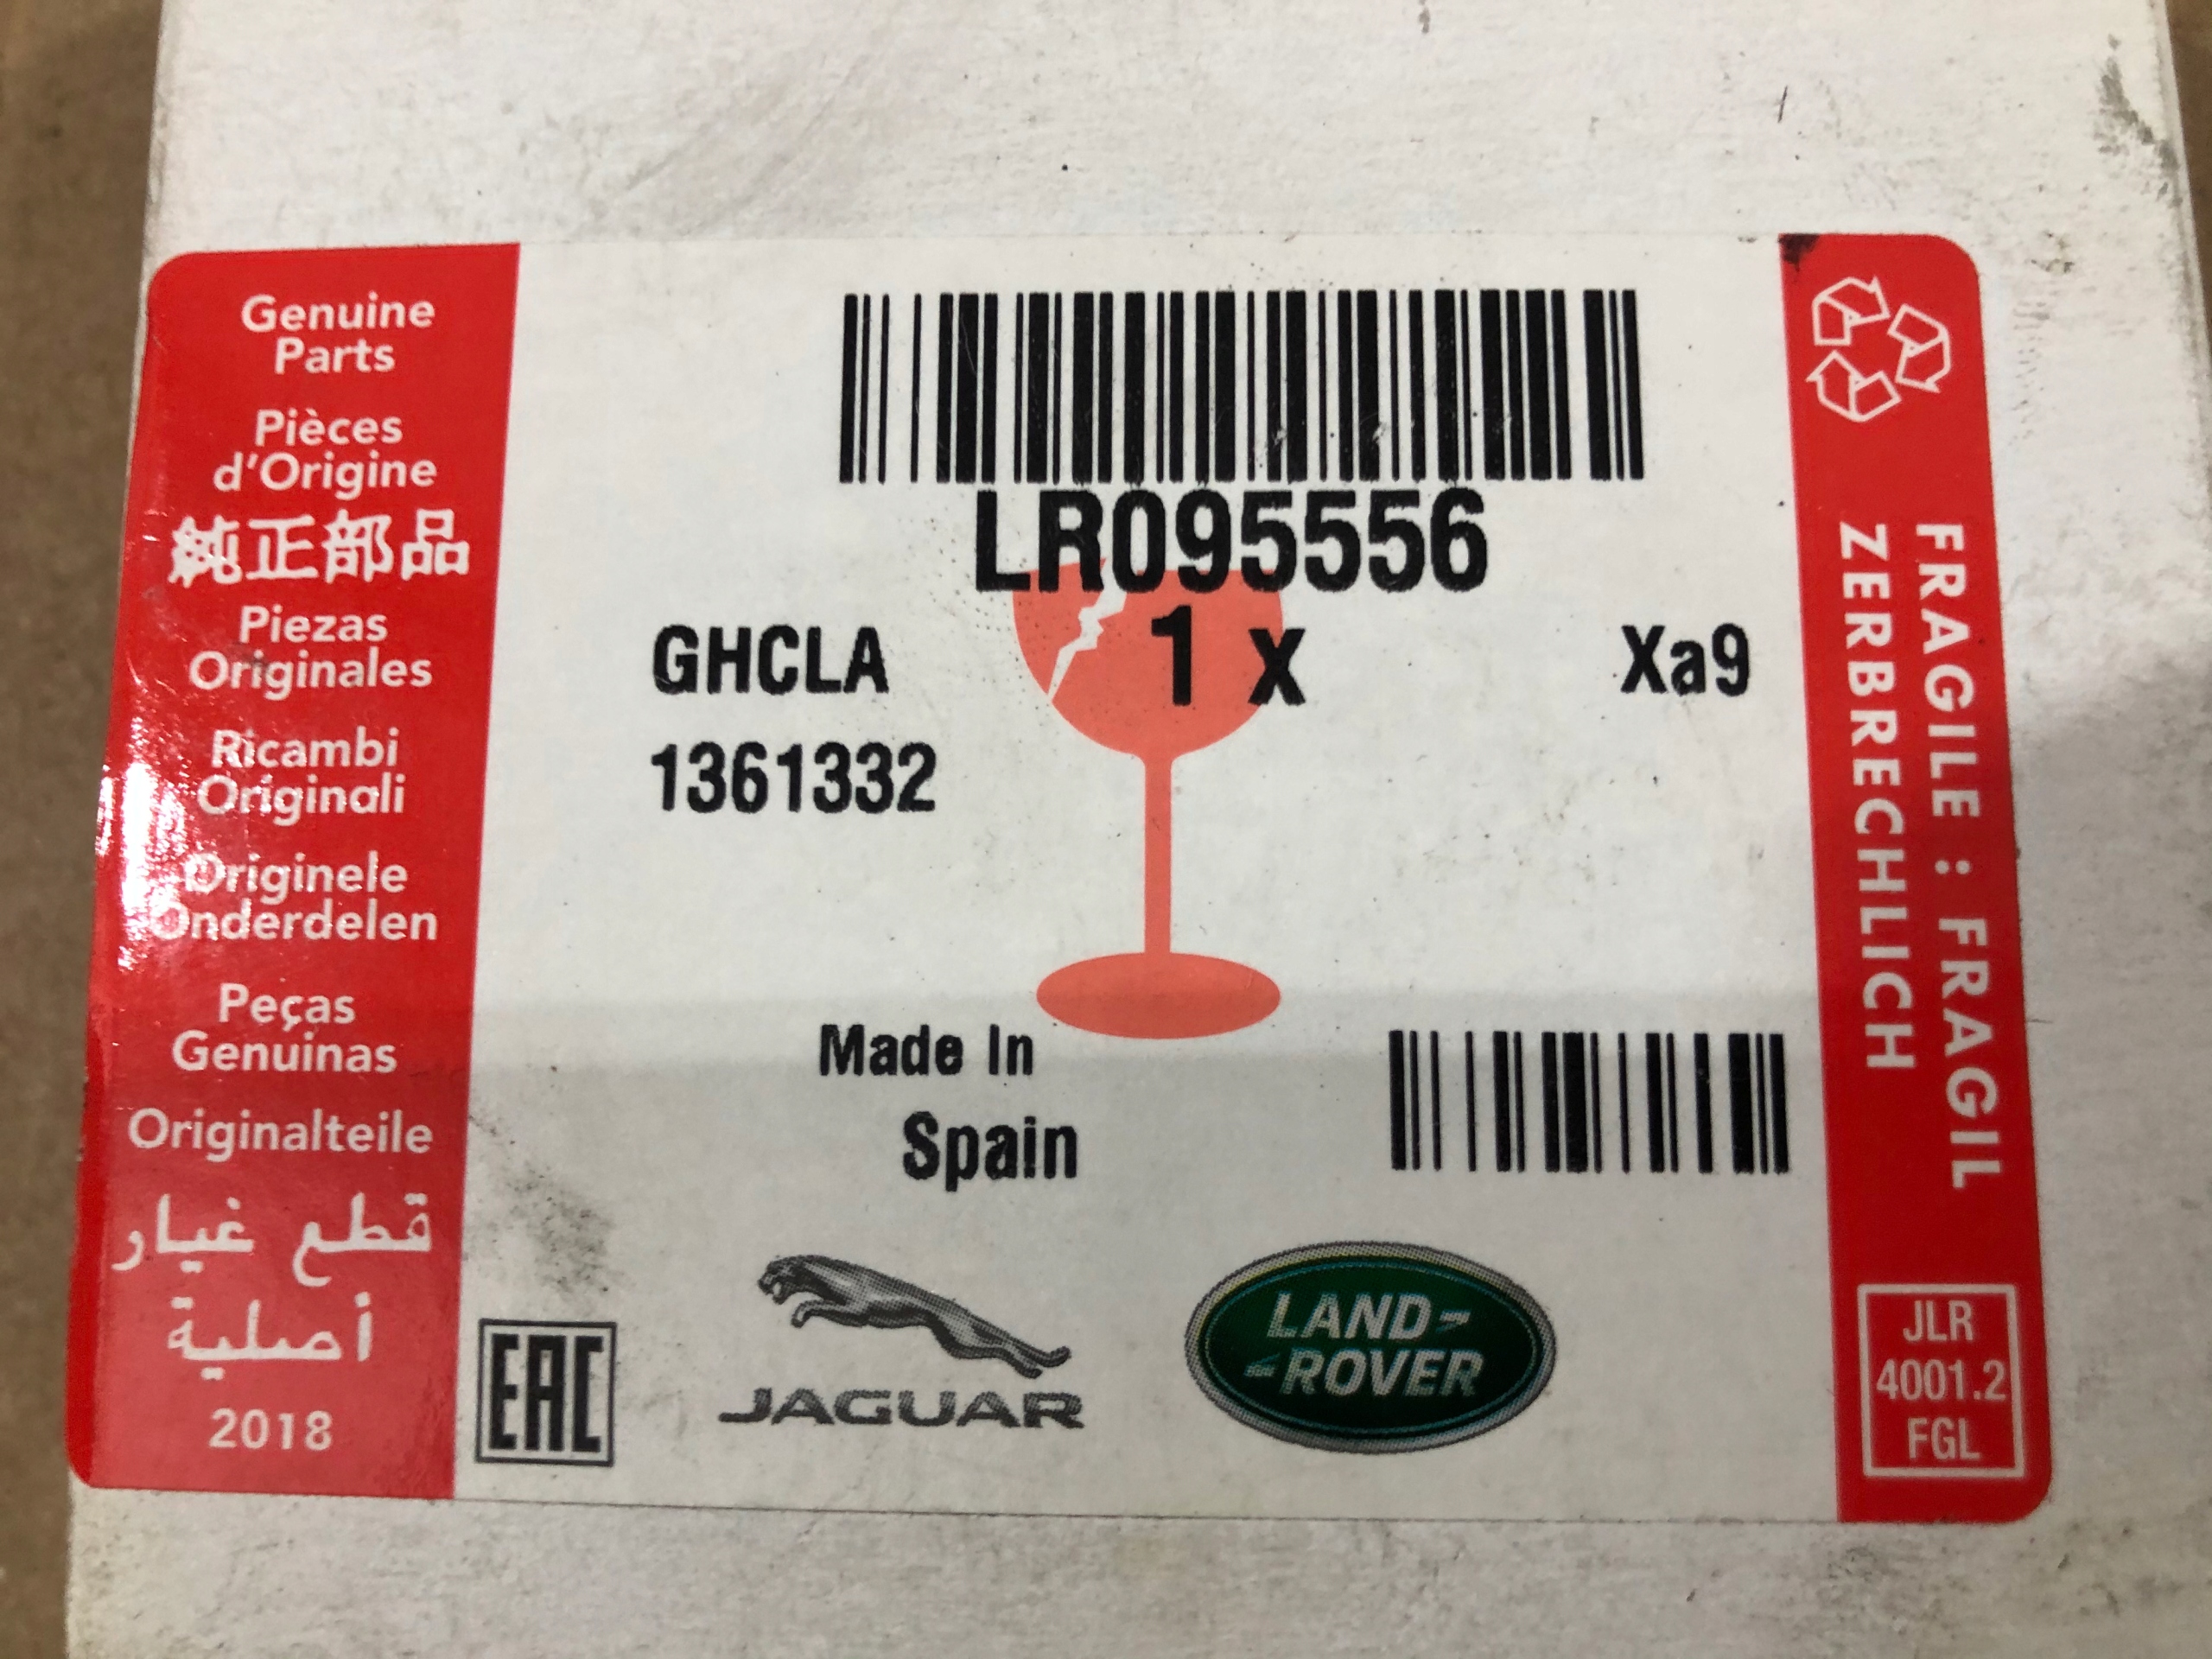 Genuine
Parts
Pièces
d'Origine
純正部品
Piezas
Originales
Ricambi
Originali
Originele
Onderdelen
Peças
Genuinas
Originalteile
قطع غيار
أصلية
2018
LR095556
GHCLA
1 x
Xa9
1361332
Made In
Spain
EAC
JAGUAR
LAND-
-ROVER
FRAGILE : FRAGIL
ZERBRECHLICH
JLR
4001.2
FGL